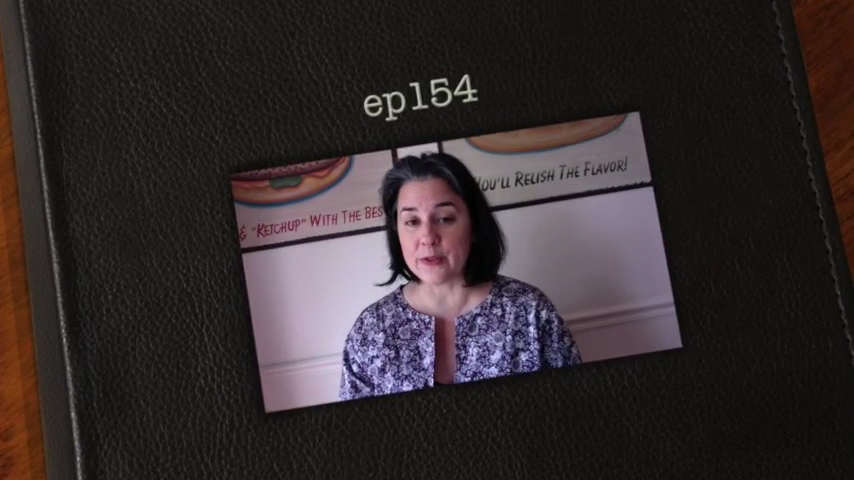 ep154
& "KETCHUP" WITH THE BES
YOU'LL RELISH THE FLAVOR!